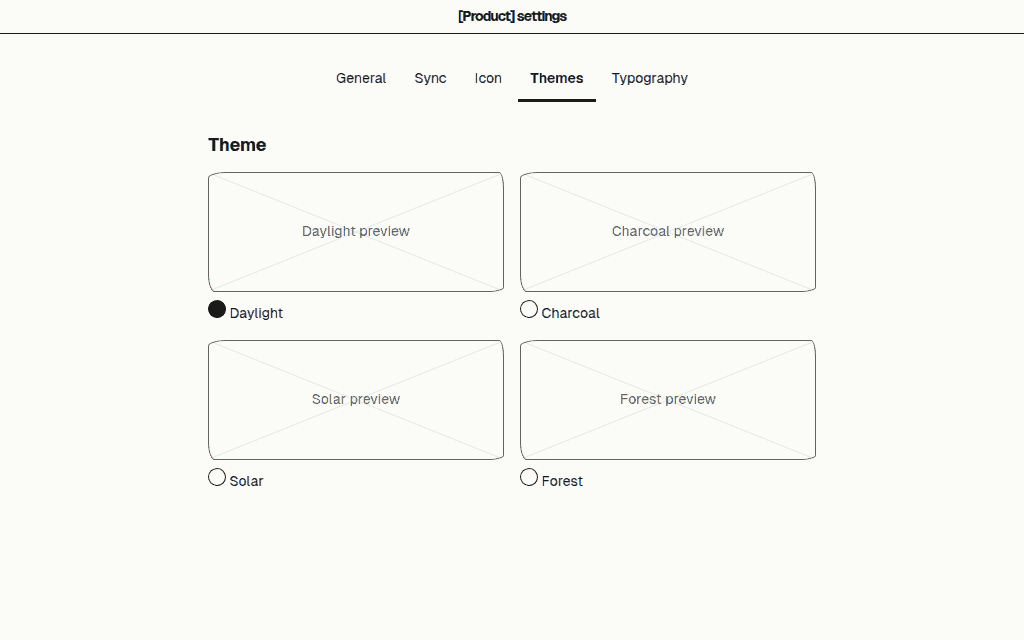 [Product] settings
General Sync Icon Themes Typography
Theme
Daylight preview Charcoal preview
Daylight Charcoal
Solar preview Forest preview
Solar Forest